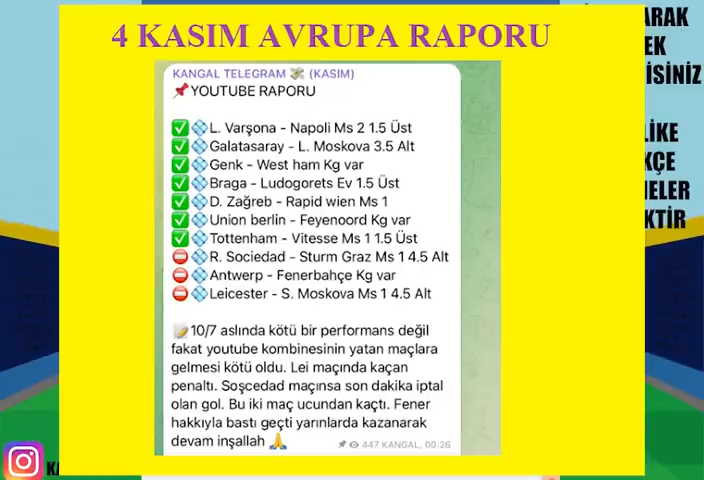 4 KASIM AVRUPA RAPORU
KANGAL TELEGRAM 💸 (KASIM)
📌YOUTUBE RAPORU
✅💠L. Varşona - Napoli Ms 2 1.5 Üst
✅💠Galatasaray - L. Moskova 3.5 Alt
✅💠Genk - West ham Kg var
✅💠Braga - Ludogorets Ev 1.5 Üst
✅💠D. Zağreb - Rapid wien Ms 1
✅💠Union berlin - Feyenoord Kg var
✅💠Tottenham - Vitesse Ms 1 1.5 Üst
⛔💠R. Sociedad - Sturm Graz Ms 1 4.5 Alt
⛔💠Antwerp - Fenerbahçe Kg var
⛔💠Leicester - S. Moskova Ms 1 4.5 Alt
📝10/7 aslında kötü bir performans değil
fakat youtube kombinesinin yatan maçlara
gelmesi kötü oldu. Lei maçında kaçan
penaltı. Soşcedad maçınsa son dakika iptal
olan gol. Bu iki maç ucundan kaçtı. Fener
hakkıyla bastı geçti yarınlarda kazanarak
devam inşallah 🙏
447 KANGAL, 00:26
ARAK
EK
İSİNİZ
LİKE
KÇE
NELER
KTİR
KA